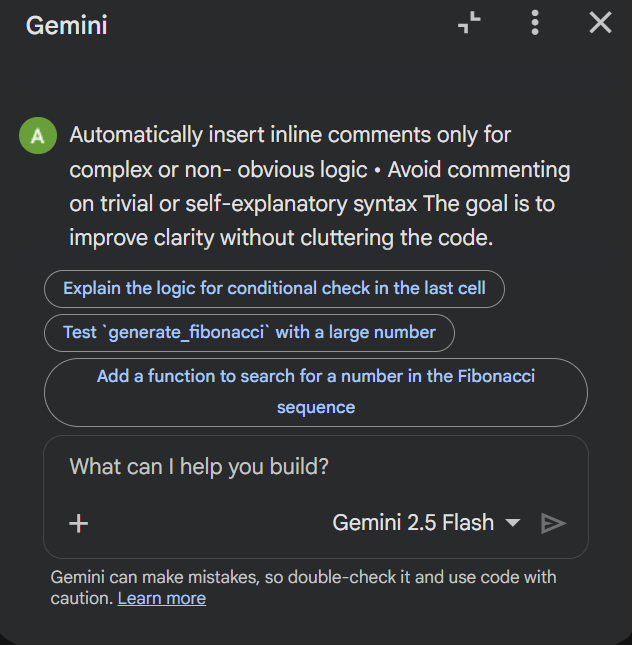 Gemini
A
Automatically insert inline comments only for
complex or non- obvious logic • Avoid commenting
on trivial or self-explanatory syntax The goal is to
improve clarity without cluttering the code.
Explain the logic for conditional check in the last cell
Test `generate_fibonacci` with a large number
Add a function to search for a number in the Fibonacci
sequence
What can I help you build?
Gemini 2.5 Flash
Gemini can make mistakes, so double-check it and use code with
caution. Learn more